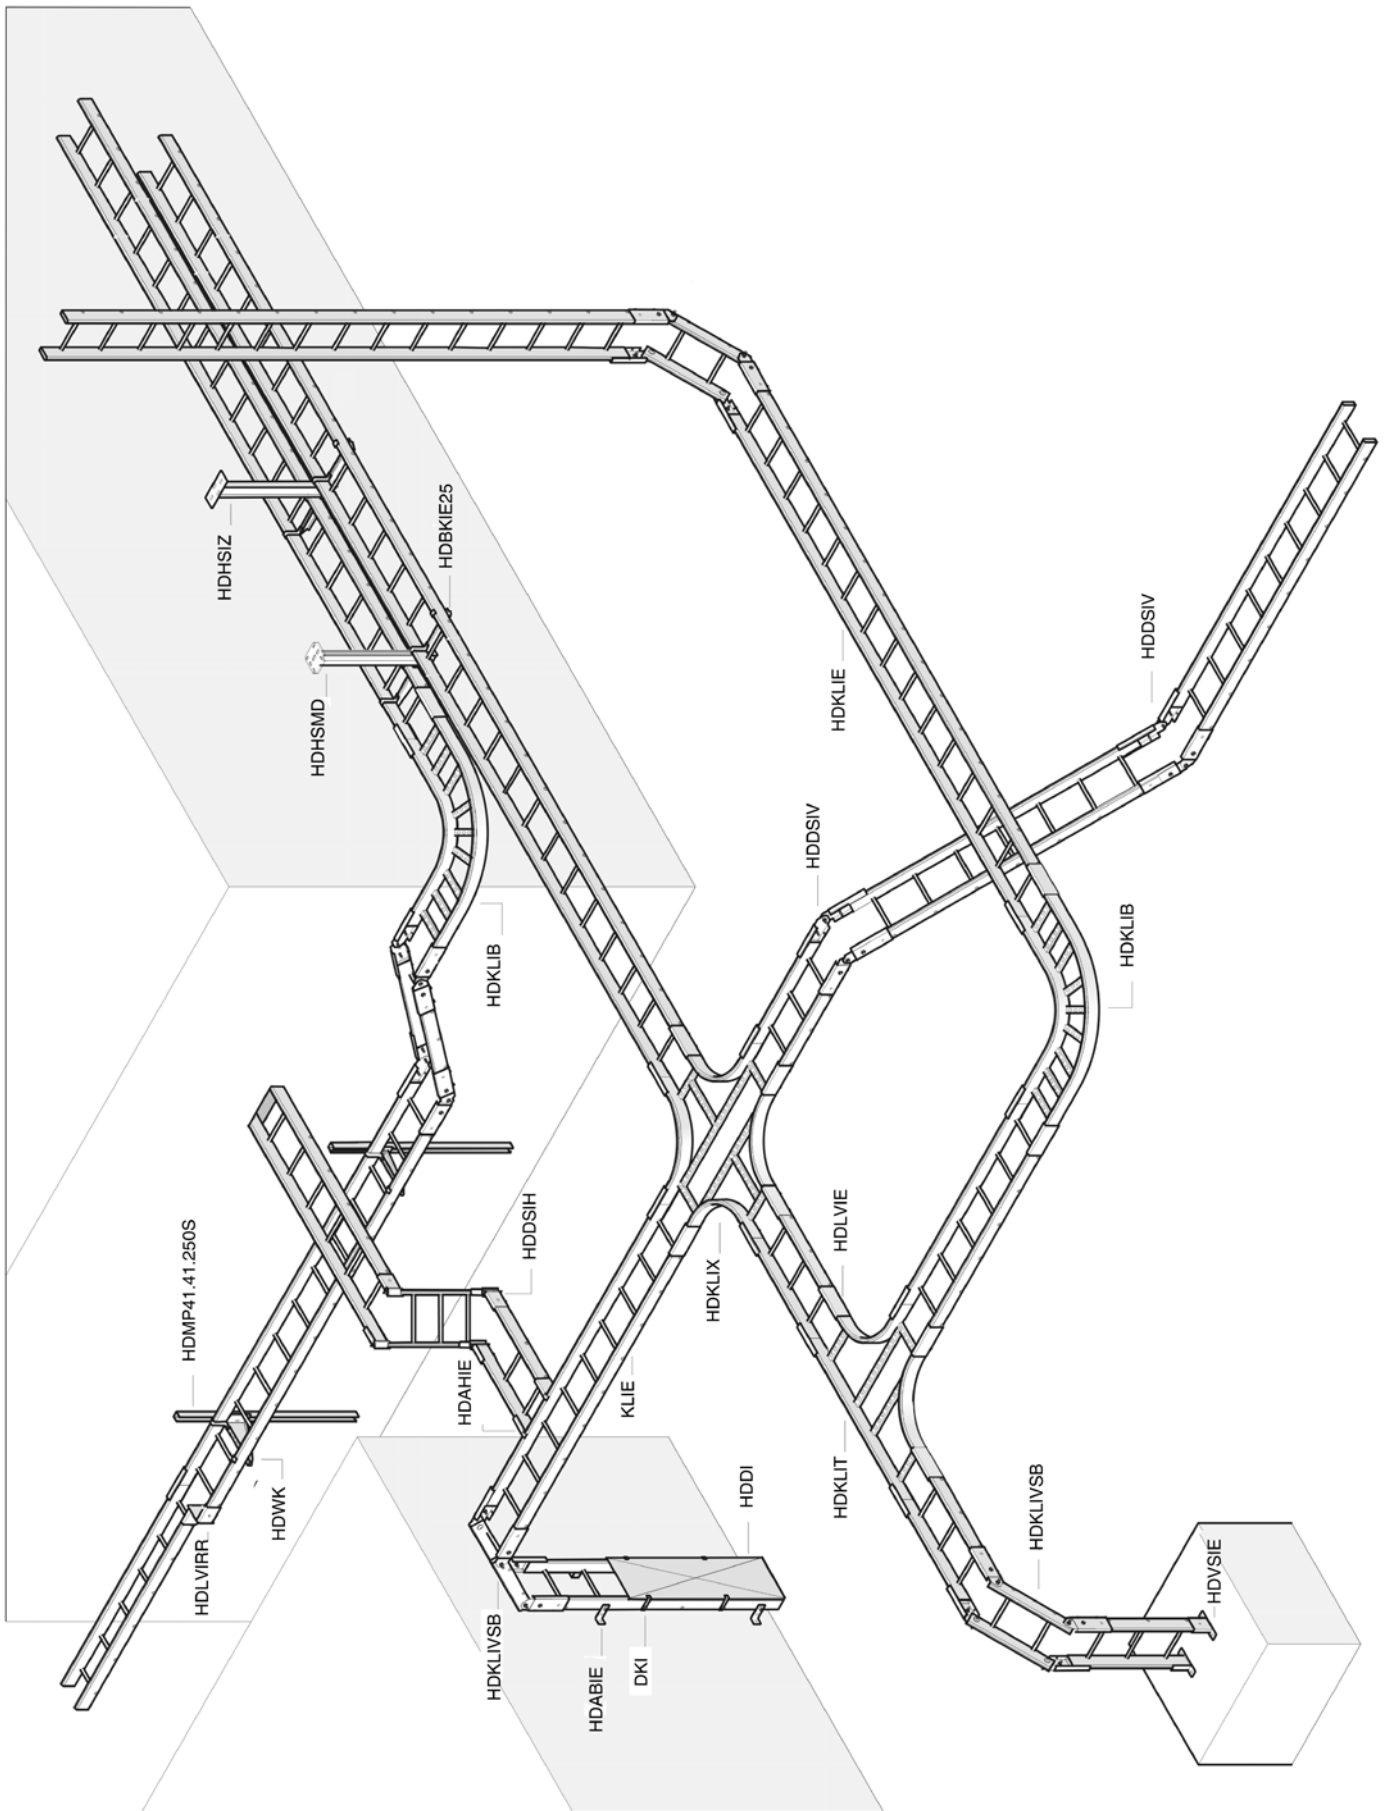 HDHSIZ
HDBKIE25
HDHSMD
HDKLIE
HDDSIV
HDDSIV
HDKLIB
HDKLIB
HDMP41.41.250S
HDDSIH
HDLVIE
HDKLIX
HDAHIE
KLIE
HDWK
HDLVIRR
HDKLIT
HDDI
HDKLIVSB
HDKLIVSB
HDABIE
DKI
HDVSIE